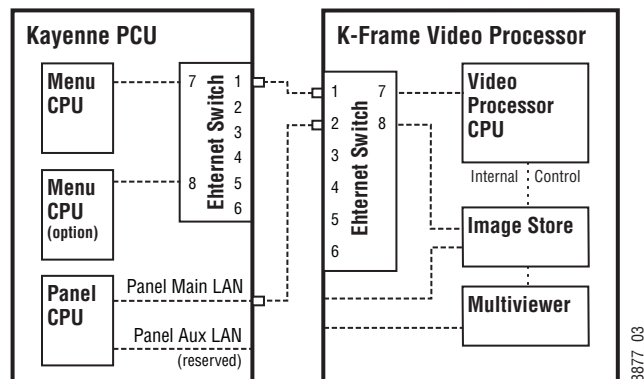 Kayenne PCU
Menu
CPU
Menu
CPU
(option)
Panel
CPU
7
8
Ehternet Switch
1
2
3
4
5
6
Panel Main LAN
Panel Aux LAN
(reserved)
K-Frame Video Processor
1
2
3
4
5
6
Ehternet Switch
7
8
Video
Processor
CPU
Internal
Control
Image Store
Multiviewer
8877_03